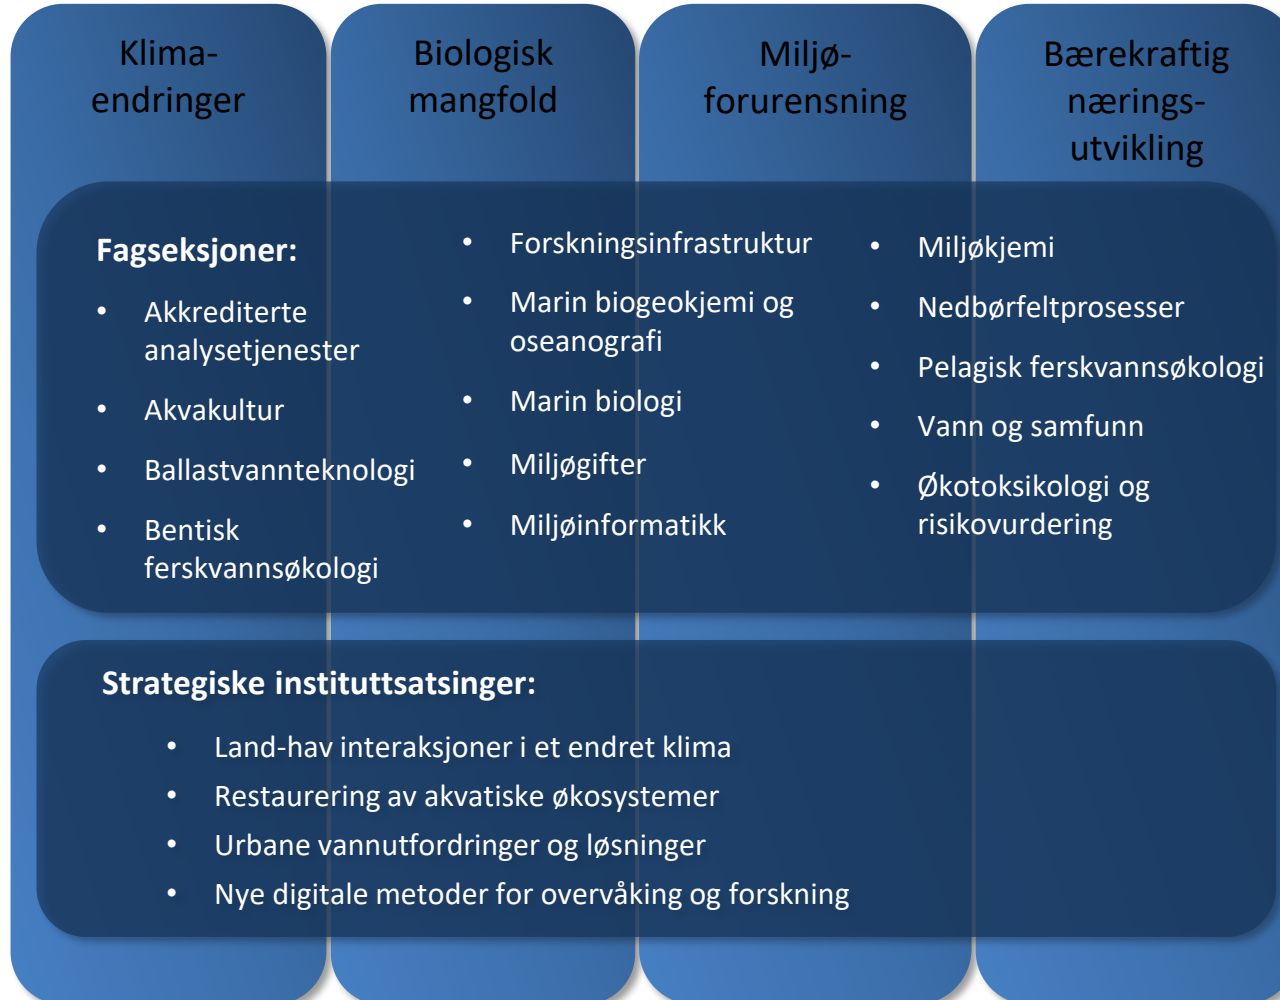 Klima-
endringer
Biologisk
mangfold
Miljø-
forurensning
Bærekraftig
nærings-
utvikling
Fagseksjoner:
• Akkrediterte
analysetjenester
• Akvakultur
• Ballastvannteknologi
• Bentisk
ferskvannsøkologi
• Forskningsinfrastruktur
• Marin biogeokjemi og
oseanografi
• Marin biologi
• Miljøgifter
• Miljøinformatikk
• Miljøkjemi
• Nedbørfeltprosesser
• Pelagisk ferskvannsøkologi
• Vann og samfunn
• Økotoksikologi og
risikovurdering
Strategiske instituttsatsinger:
• Land-hav interaksjoner i et endret klima
• Restaurering av akvatiske økosystemer
• Urbane vannutfordringer og løsninger
• Nye digitale metoder for overvåking og forskning